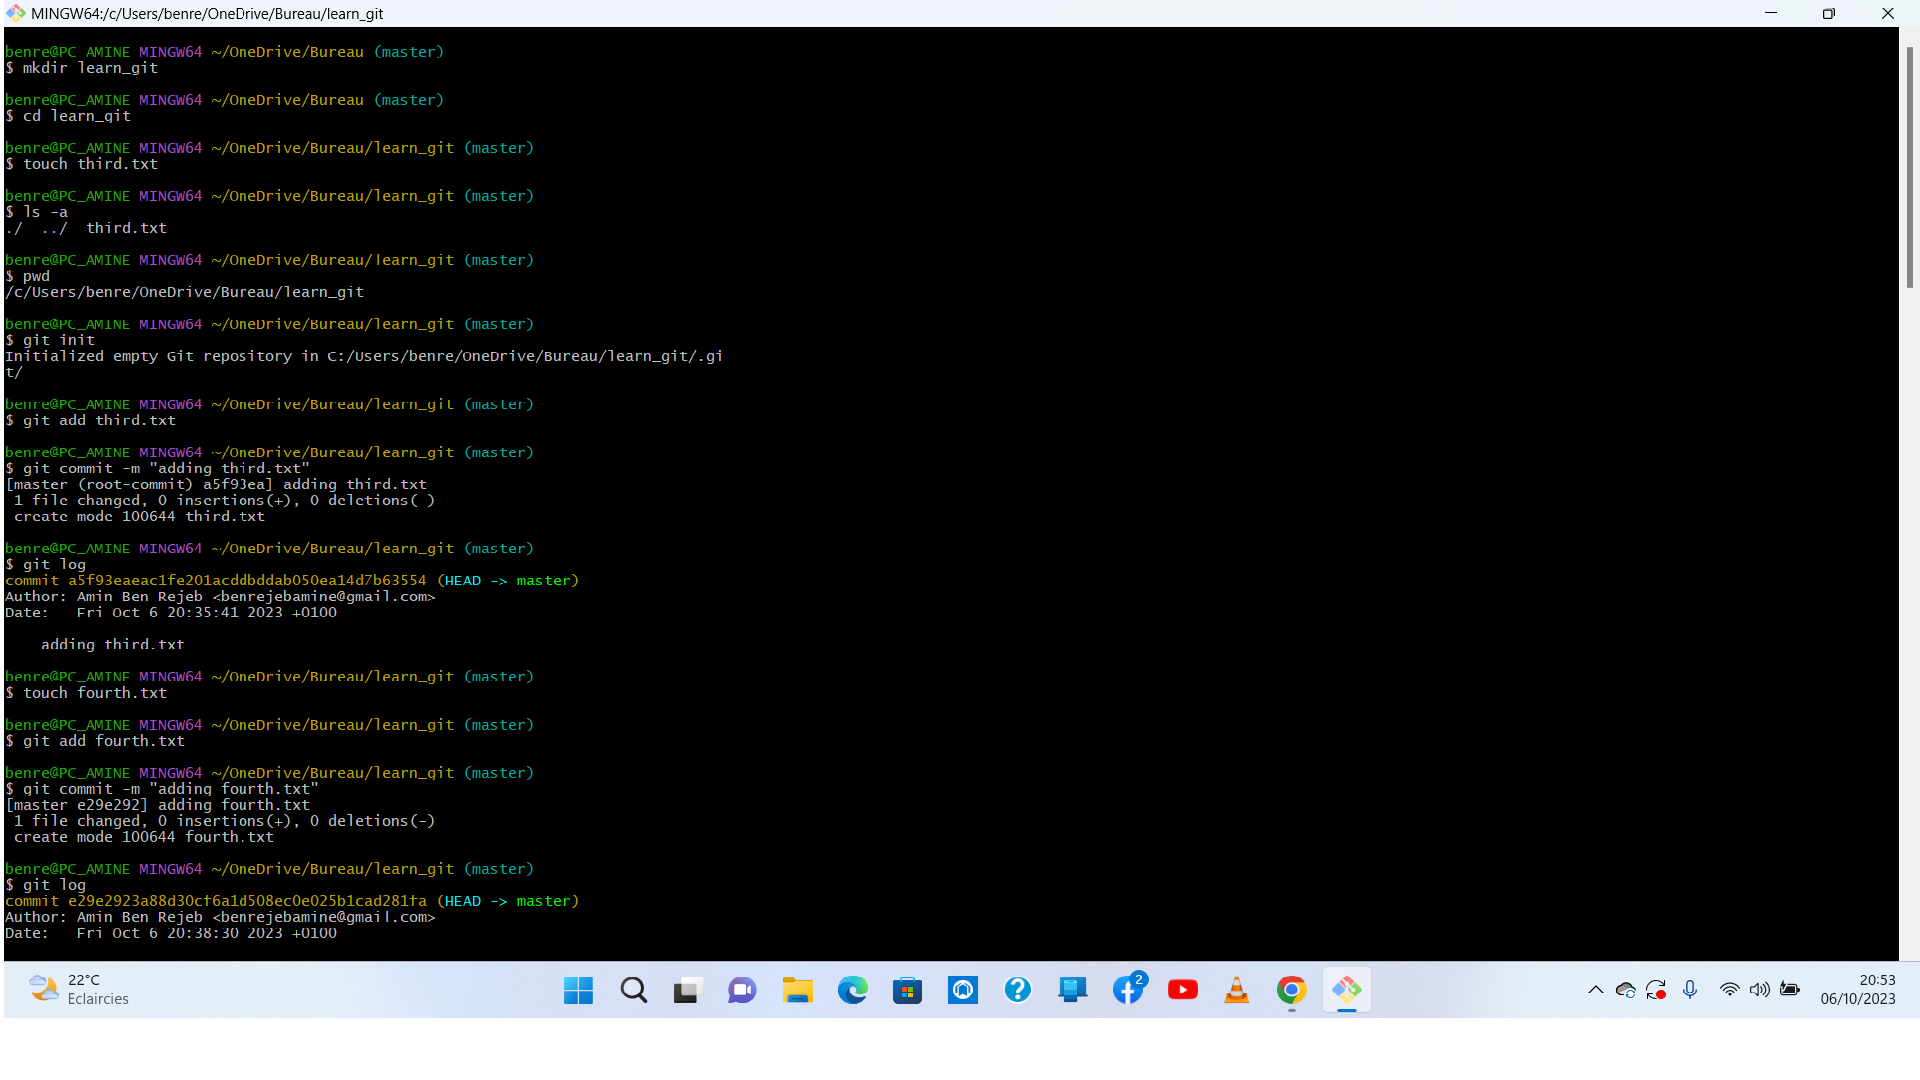 MINGW64:/c/Users/benre/OneDrive/Bureau/learn_git
benre@PC_AMINE MINGW64 ~/OneDrive/Bureau (master)
$ mkdir learn_git
benre@PC_AMINE MINGW64 ~/OneDrive/Bureau (master)
$ cd learn_git
benre@PC_AMINE MINGW64 ~/OneDrive/Bureau/learn_git (master)
$ touch third.txt
benre@PC_AMINE MINGW64 ~/OneDrive/Bureau/learn_git (master)
$ ls -a
./  ../  third.txt
benre@PC_AMINE MINGW64 ~/OneDrive/Bureau/learn_git (master)
$ pwd
/c/Users/benre/OneDrive/Bureau/learn_git
benre@PC_AMINE MINGW64 ~/OneDrive/Bureau/learn_git (master)
$ git init
Initialized empty Git repository in C:/Users/benre/OneDrive/Bureau/learn_git/.gi
t/
benre@PC_AMINE MINGW64 ~/OneDrive/Bureau/learn_git (master)
$ git add third.txt
benre@PC_AMINE MINGW64 ~/OneDrive/Bureau/learn_git (master)
$ git commit -m "adding third.txt"
[master (root-commit) a5f93ea] adding third.txt
 1 file changed, 0 insertions(+), 0 deletions(-)
 create mode 100644 third.txt
benre@PC_AMINE MINGW64 ~/OneDrive/Bureau/learn_git (master)
$ git log
commit a5f93eaeac1fe201acddbddab050ea14d7b63554 (HEAD -> master)
Author: Amin Ben Rejeb <benrejebamine@gmail.com>
Date:   Fri Oct 6 20:35:41 2023 +0100
    adding third.txt
benre@PC_AMINE MINGW64 ~/OneDrive/Bureau/learn_git (master)
$ touch fourth.txt
benre@PC_AMINE MINGW64 ~/OneDrive/Bureau/learn_git (master)
$ git add fourth.txt
benre@PC_AMINE MINGW64 ~/OneDrive/Bureau/learn_git (master)
$ git commit -m "adding fourth.txt"
[master e29e292] adding fourth.txt
 1 file changed, 0 insertions(+), 0 deletions(-)
 create mode 100644 fourth.txt
benre@PC_AMINE MINGW64 ~/OneDrive/Bureau/learn_git (master)
$ git log
commit e29e2923a88d30cf6a1d508ec0e025b1cad281fa (HEAD -> master)
Author: Amin Ben Rejeb <benrejebamine@gmail.com>
Date:   Fri Oct 6 20:38:30 2023 +0100
22°C
Eclaircies
2
20:53
06/10/2023